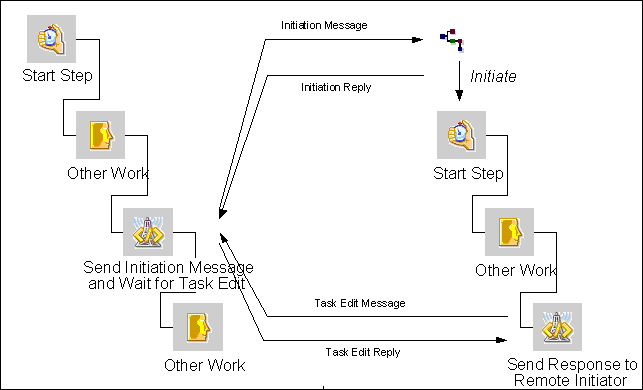 Initiation Message
Start Step
Initiate
Initiation Reply
Other Work
Start Step
Send Initiation Message
and Wait for Task Edit
Other Work
Task Edit Message
Other Work
Task Edit Reply
Send Response to
Remote Initiator